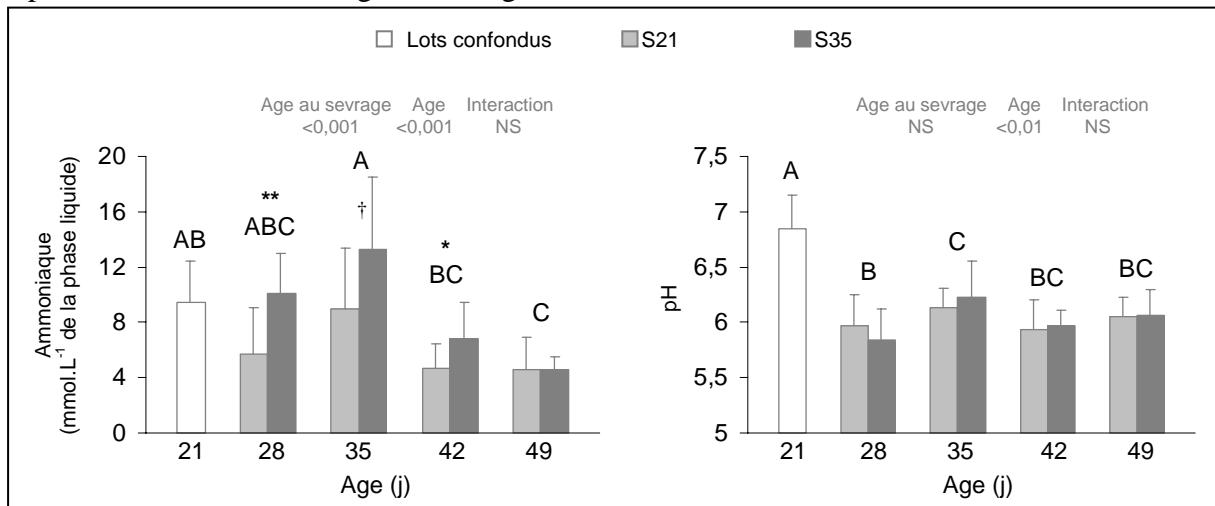 Lots confondus S21 S35
Age au sevrage Age Interaction
<0,001 <0,001 NS
Ammoniaque
(mmol.L-1 de la phase liquide)
20
16
12
8
4
0
AB
**
ABC
A
†
*
BC
C
21 28 35 42 49
Age (j)
Age au sevrage Age Interaction
NS <0,01 NS
pH
7,5
7
6,5
6
5,5
5
A
B
C
BC
BC
21 28 35 42 49
Age (j)